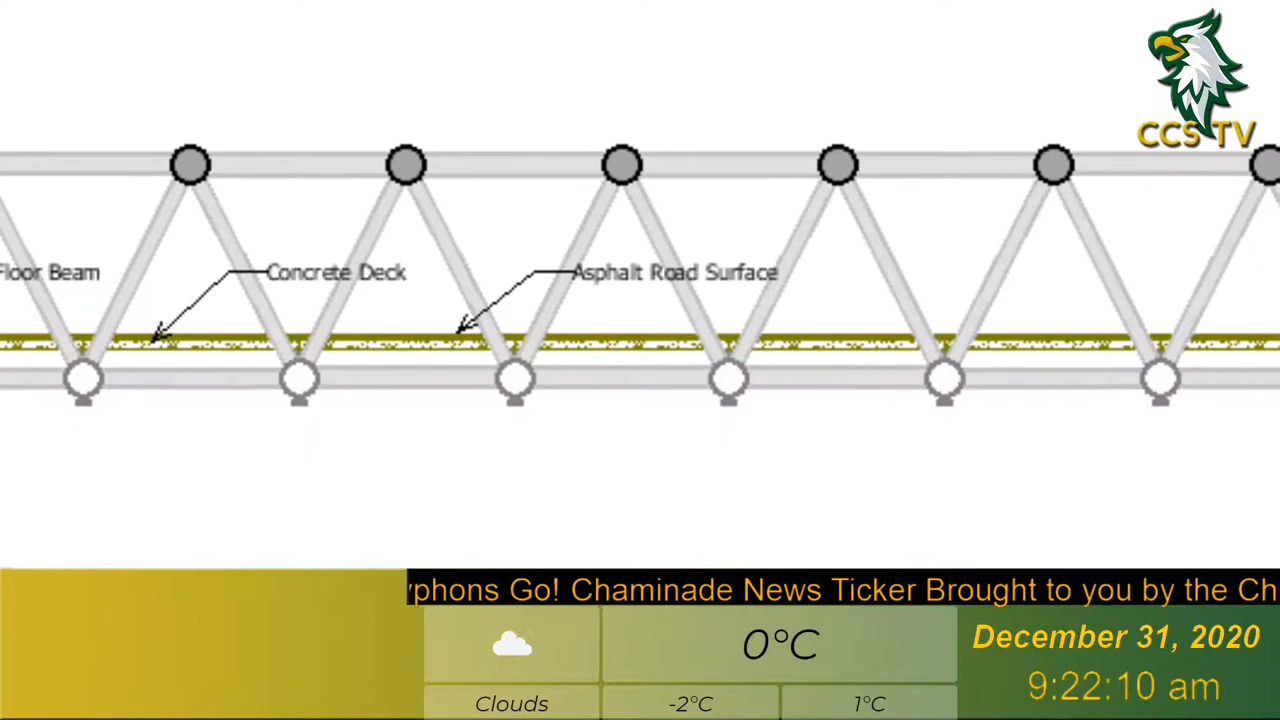 CCS TV
Floor Beam
Concrete Deck
Asphalt Road Surface
yphons Go! Chaminade News Ticker Brought to you by the Ch
0°C
December 31, 2020
9:22:10 am
Clouds
-2°C
1°C